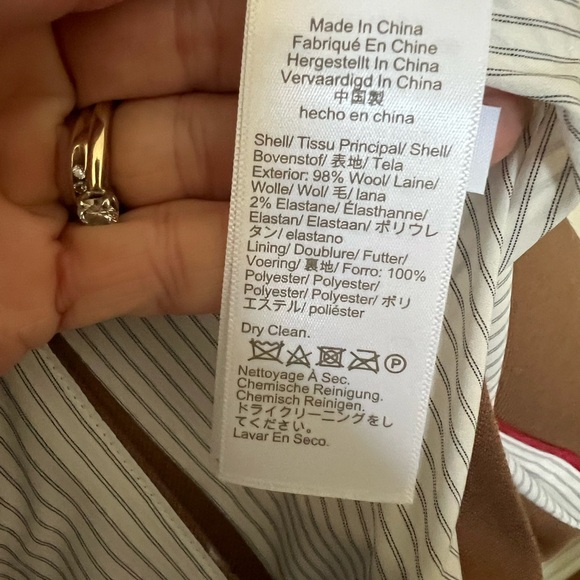 Made In China
Fabriqué En Chine
Hergestellt In China
Vervaardigd In China
中国製
hecho en china
Shell/ Tissu Principal/ Shell/
Bovenstof/ 表地/ Tela
Exterior: 98% Wool/ Laine/
Wolle/ Wol/ 毛/ lana
2% Elastane/ Élasthanne/
Elastan/ Elastaan/ ポリウレ
タン/ elastano
Lining/ Doublure/ Futter/
Voering/ 裏地/ Forro: 100%
Polyester/ Polyester/
Polyester/ Polyester/ ポリ
エステル/ poliéster
Dry Clean.
P
Nettoyage À Sec.
Chemische Reinigung.
Chemisch Reinigen.
ドライクリーニングをし
てください。
Lavar En Seco.